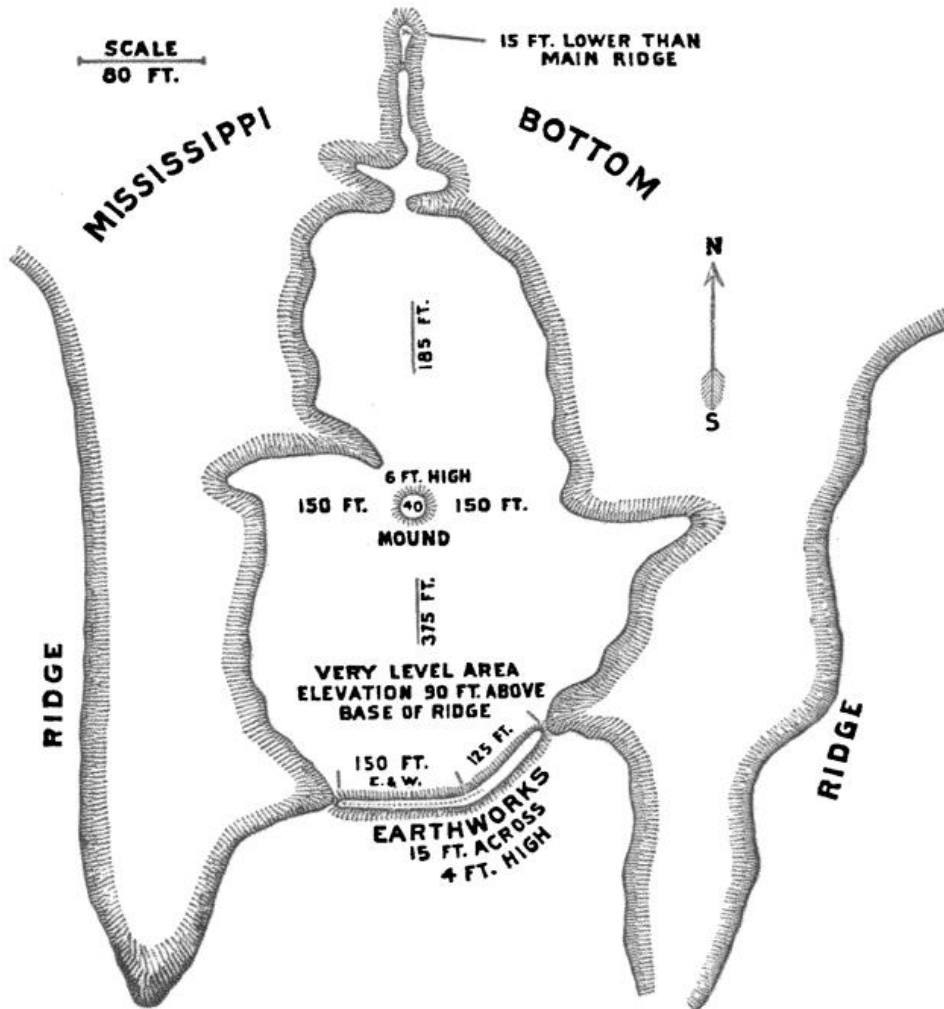 SCALE
80 FT.
15 FT. LOWER THAN
MAIN RIDGE
MISSISSIPPI
BOTTOM
N
S
185 FT.
6 FT. HIGH
150 FT.
40
150 FT.
MOUND
375 FT.
VERY LEVEL AREA
ELEVATION 90 FT. ABOVE
BASE OF RIDGE
RIDGE
RIDGE
150 FT.
E. & W.
125 FT.
EARTHWORKS
15 FT. ACROSS
4 FT. HIGH